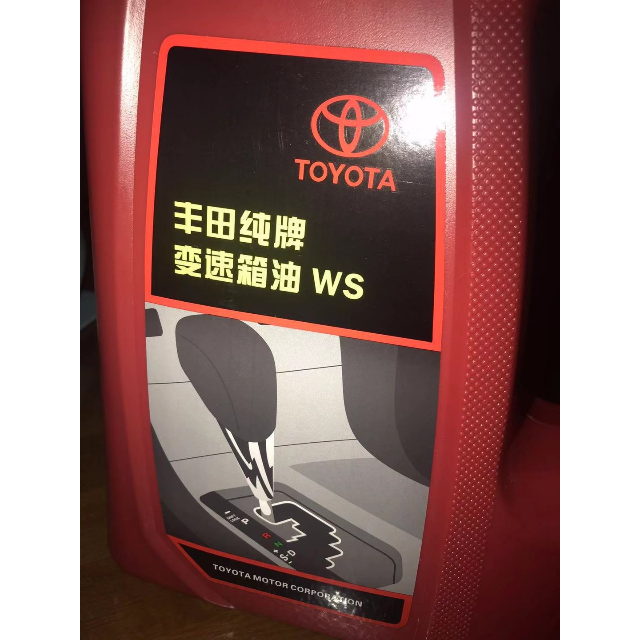 TOYOTA
丰田纯牌
变速箱油 WS
P
R
N
D
+S-
TOYOTA MOTOR CORPORATION